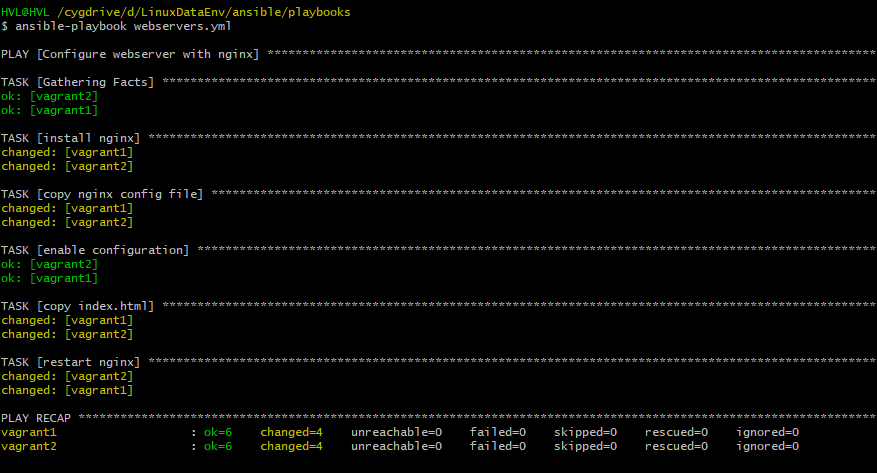 HVL@HVL /cygdrive/d/LinuxDataEnv/ansible/playbooks
$ ansible-playbook webservers.yml
PLAY [Configure webserver with nginx] ***************************************************************************************
TASK [Gathering Facts] ******************************************************************************************************
ok: [vagrant2]
ok: [vagrant1]
TASK [install nginx] ********************************************************************************************************
changed: [vagrant1]
changed: [vagrant2]
TASK [copy nginx config file] ***********************************************************************************************
changed: [vagrant1]
changed: [vagrant2]
TASK [enable configuration] *************************************************************************************************
ok: [vagrant2]
ok: [vagrant1]
TASK [copy index.html] ******************************************************************************************************
changed: [vagrant1]
changed: [vagrant2]
TASK [restart nginx] ********************************************************************************************************
changed: [vagrant2]
changed: [vagrant1]
PLAY RECAP ******************************************************************************************************************
vagrant1                   : ok=6    changed=4    unreachable=0    failed=0    skipped=0    rescued=0    ignored=0
vagrant2                   : ok=6    changed=4    unreachable=0    failed=0    skipped=0    rescued=0    ignored=0